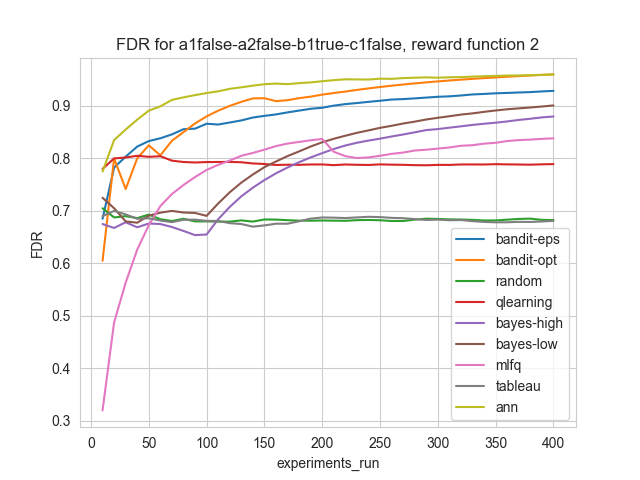 FDR for a1false-a2false-b1true-c1false, reward function 2
FDR
0.9
0.8
0.7
0.6
0.5
0.4
0.3
0 50 100 150 200 250 300 350 400
experiments_run
bandit-eps
bandit-opt
random
qlearning
bayes-high
bayes-low
mlfq
tableau
ann